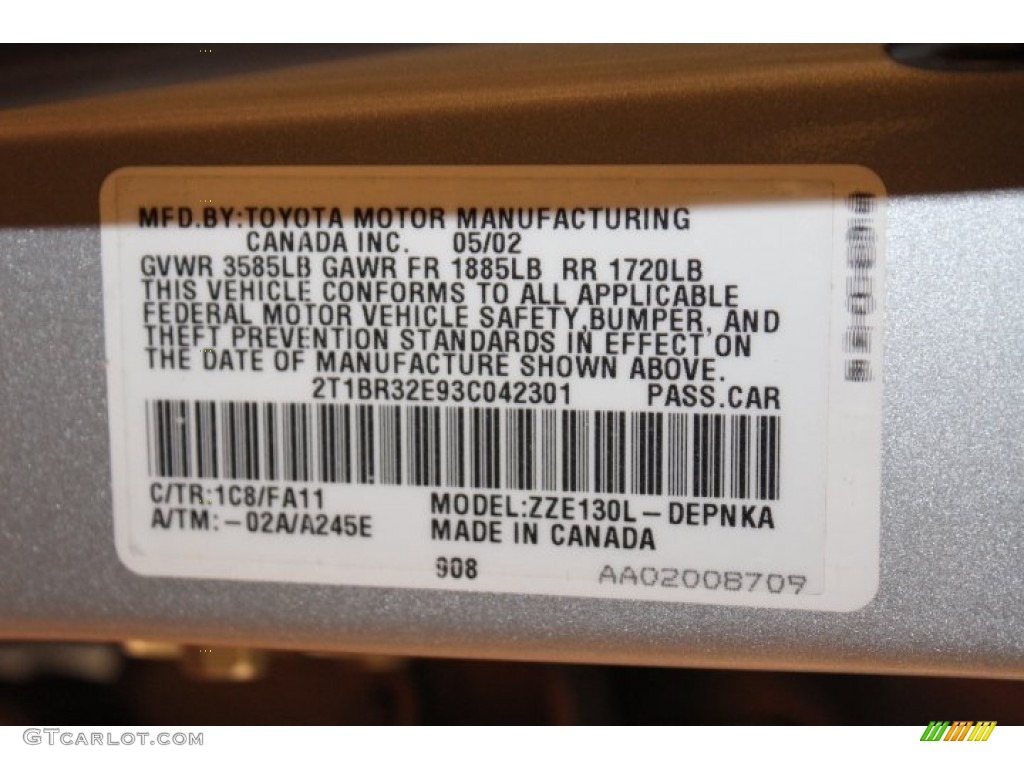 MFD.BY:TOYOTA MOTOR MANUFACTURING
CANADA INC. 05/02
GVWR 3585LB GAWR FR 1885LB RR 1720LB
THIS VEHICLE CONFORMS TO ALL APPLICABLE
FEDERAL MOTOR VEHICLE SAFETY,BUMPER, AND
THEFT PREVENTION STANDARDS IN EFFECT ON
THE DATE OF MANUFACTURE SHOWN ABOVE.
2T1BR32E93C042301 PASS.CAR
C/TR:1C8/FA11
A/TM:-02A/A245E
MODEL:ZZE130L-DEPNKA
MADE IN CANADA
908
AA02008709
GTCarLot.com